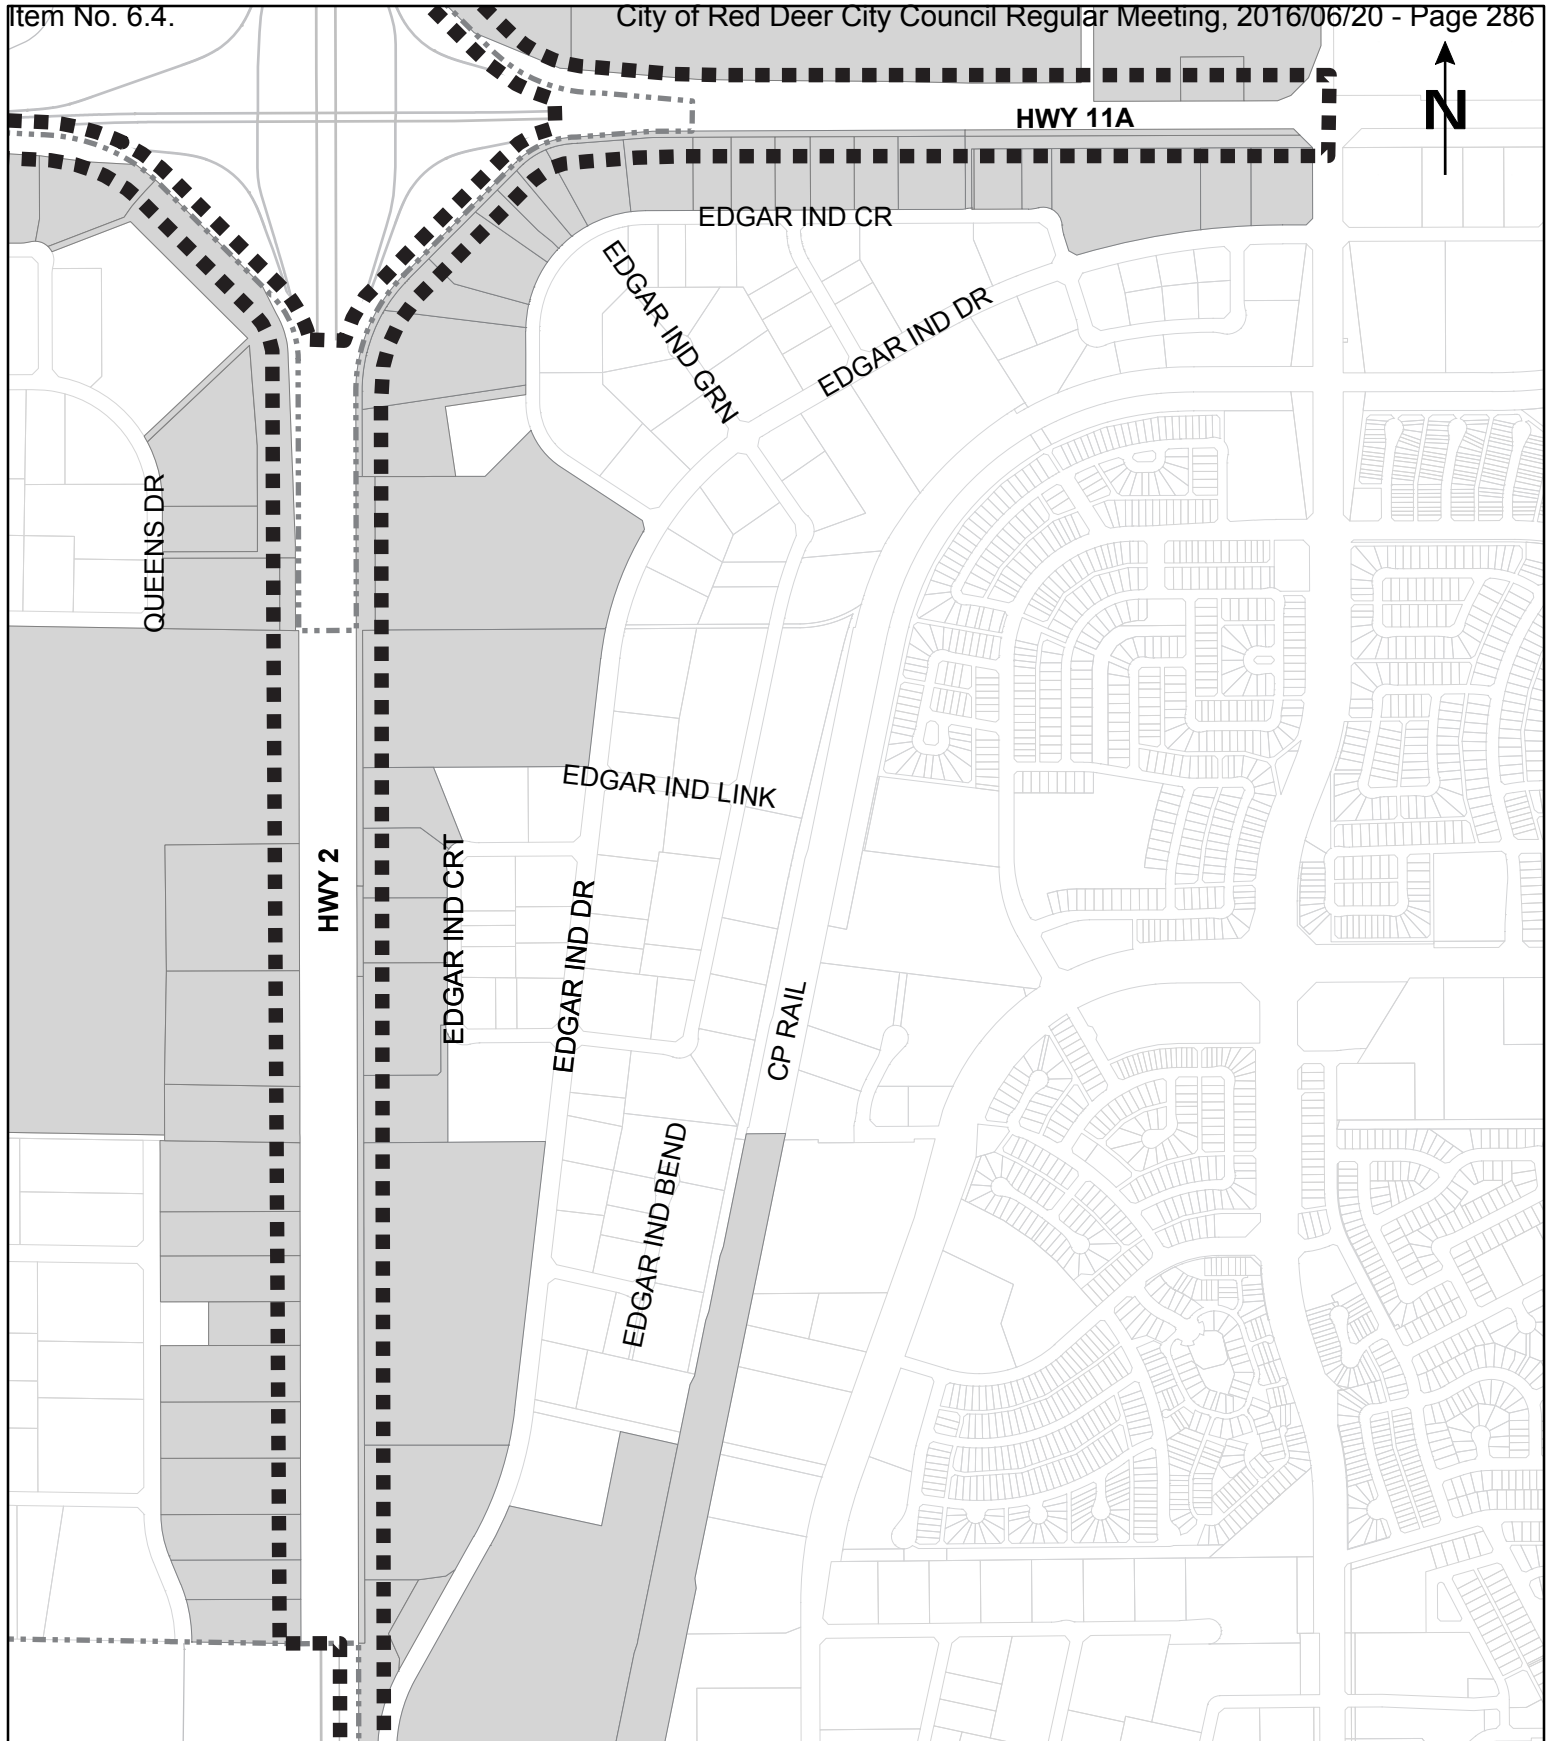 Item No. 6.4.
City of Red Deer City Council Regular Meeting, 2016/06/20 - Page 286
HWY 11A
N
EDGAR IND CR
EDGAR IND GRN
EDGAR IND DR
QUEENS DR
EDGAR IND LINK
HWY 2
EDGAR IND CRT
EDGAR IND DR
CP RAIL
EDGAR IND BEND